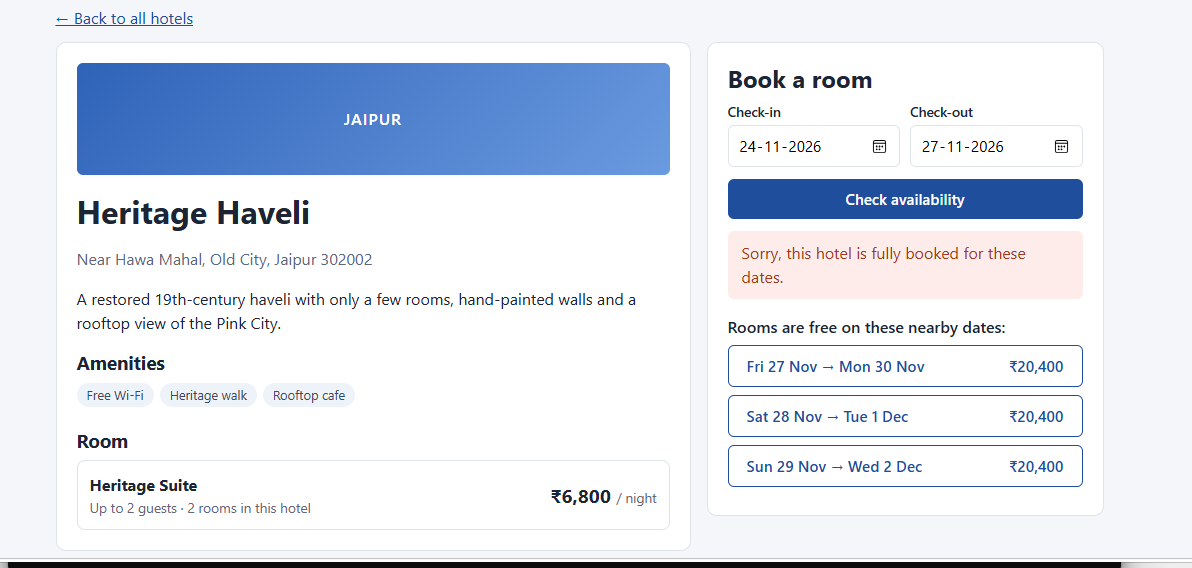 ← Back to all hotels
JAIPUR
Heritage Haveli
Near Hawa Mahal, Old City, Jaipur 302002
A restored 19th-century haveli with only a few rooms, hand-painted walls and a
rooftop view of the Pink City.
Amenities
Free Wi-Fi
Heritage walk
Rooftop cafe
Room
Heritage Suite
Up to 2 guests · 2 rooms in this hotel
₹6,800 / night
Book a room
Check-in
Check-out
24-11-2026
27-11-2026
Check availability
Sorry, this hotel is fully booked for these
dates.
Rooms are free on these nearby dates:
Fri 27 Nov → Mon 30 Nov ₹20,400
Sat 28 Nov → Tue 1 Dec ₹20,400
Sun 29 Nov → Wed 2 Dec ₹20,400